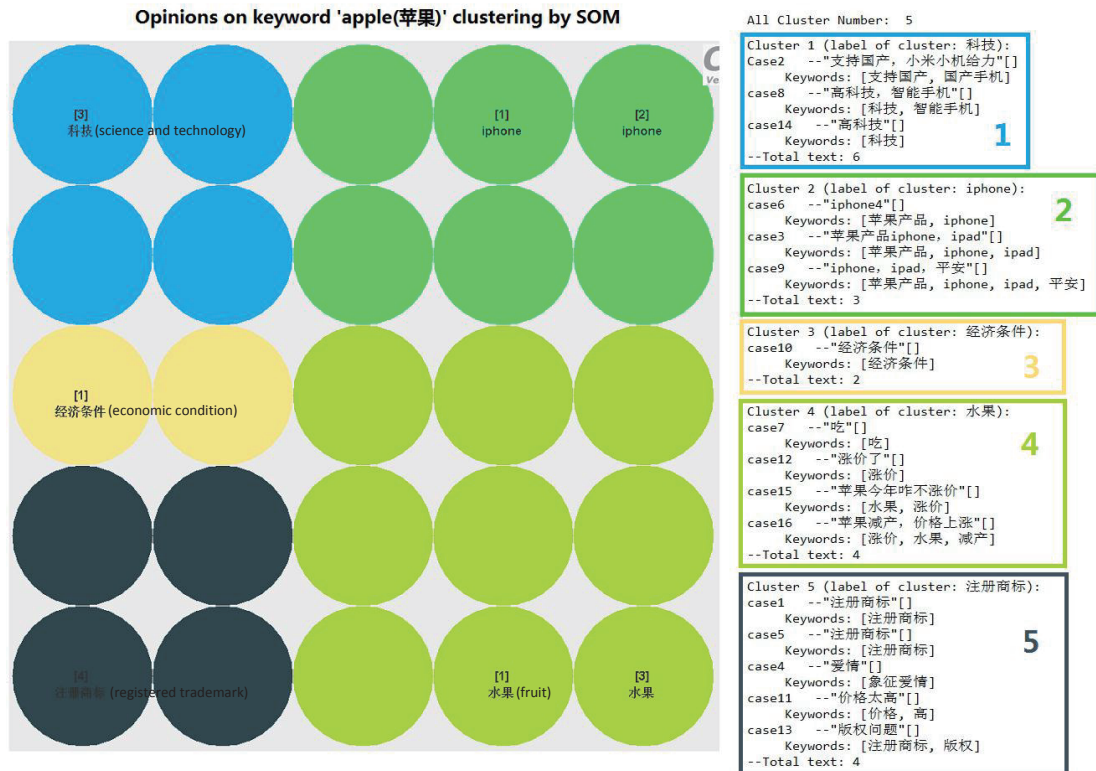 Opinions on keyword 'apple(苹果)' clustering by SOM
[3]
科技(science and technology)
[1]
iphone
[2]
iphone
[1]
经济条件(economic condition)
[4]
注册商标(registered trademark)
[1]
水果(fruit)
[3]
水果
All Cluster Number: 5
Cluster 1 (label of cluster: 科技):
Case2 --"支持国产，小米小机给力"[]
Keywords: [支持国产, 国产手机]
case8 --"高科技，智能手机"[]
Keywords: [科技, 智能手机]
case14 --"高科技"[]
Keywords: [科技]
--Total text: 6
1
Cluster 2 (label of cluster: iphone):
case6 --"iphone4"[]
Keywords: [苹果产品, iphone]
case3 --"苹果产品iphone，ipad"[]
Keywords: [苹果产品, iphone, ipad]
case9 --"iphone，ipad，平安"[]
Keywords: [苹果产品, iphone, ipad, 平安]
--Total text: 3
2
Cluster 3 (label of cluster: 经济条件):
case10 --"经济条件"[]
Keywords: [经济条件]
--Total text: 2
3
Cluster 4 (label of cluster: 水果):
case7 --"吃"[]
Keywords: [吃]
case12 --"涨价了"[]
Keywords: [涨价]
case15 --"苹果今年咋不涨价"[]
Keywords: [水果, 涨价]
case16 --"苹果减产，价格上涨"[]
Keywords: [涨价, 水果, 减产]
--Total text: 4
4
Cluster 5 (label of cluster: 注册商标):
case1 --"注册商标"[]
Keywords: [注册商标]
case5 --"注册商标"[]
Keywords: [注册商标]
case4 --"爱情"[]
Keywords: [象征爱情]
case11 --"价格太高"[]
Keywords: [价格, 高]
case13 --"版权问题"[]
Keywords: [注册商标, 版权]
--Total text: 4
5